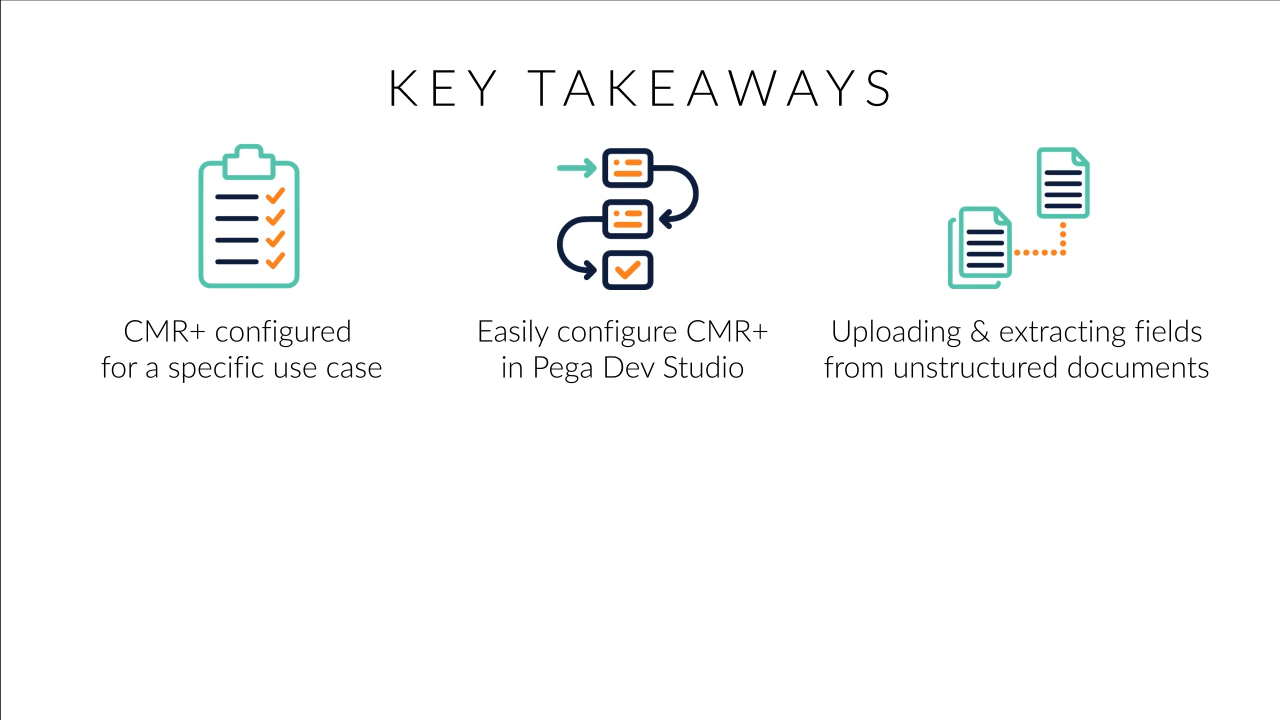 KEY TAKEAWAYS
CMR+ configured
for a specific use case
Easily configure CMR+
in Pega Dev Studio
Uploading & extracting fields
from unstructured documents